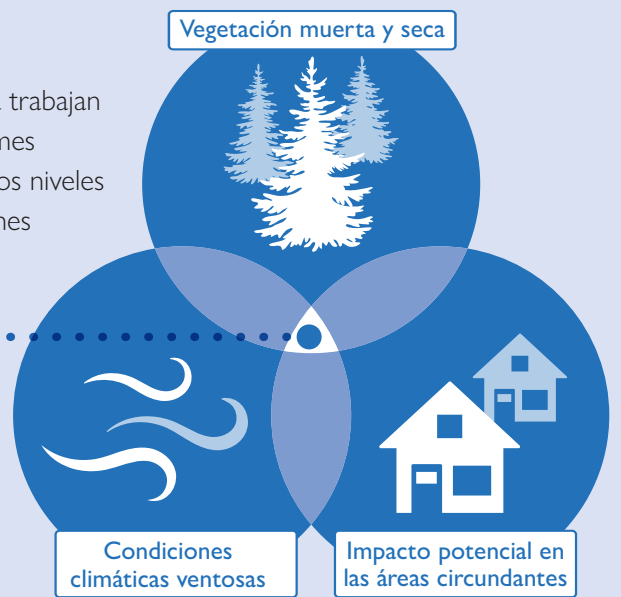 Vegetación muerta y seca
trabajan
nes
os niveles
nes
Condiciones
climáticas ventosas
Impacto potencial en
las áreas circundantes